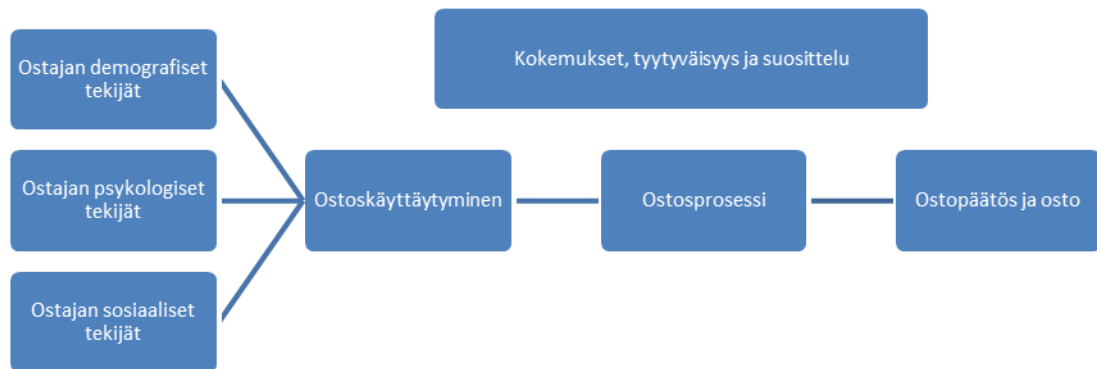 Ostajan demografiset
tekijät
Kokemukset, tyytyväisyys ja suosittelu
Ostajan psykologiset
tekijät
Ostoskäyttäytyminen
Ostosprosessi
Ostopäätös ja osto
Ostajan sosiaaliset
tekijät